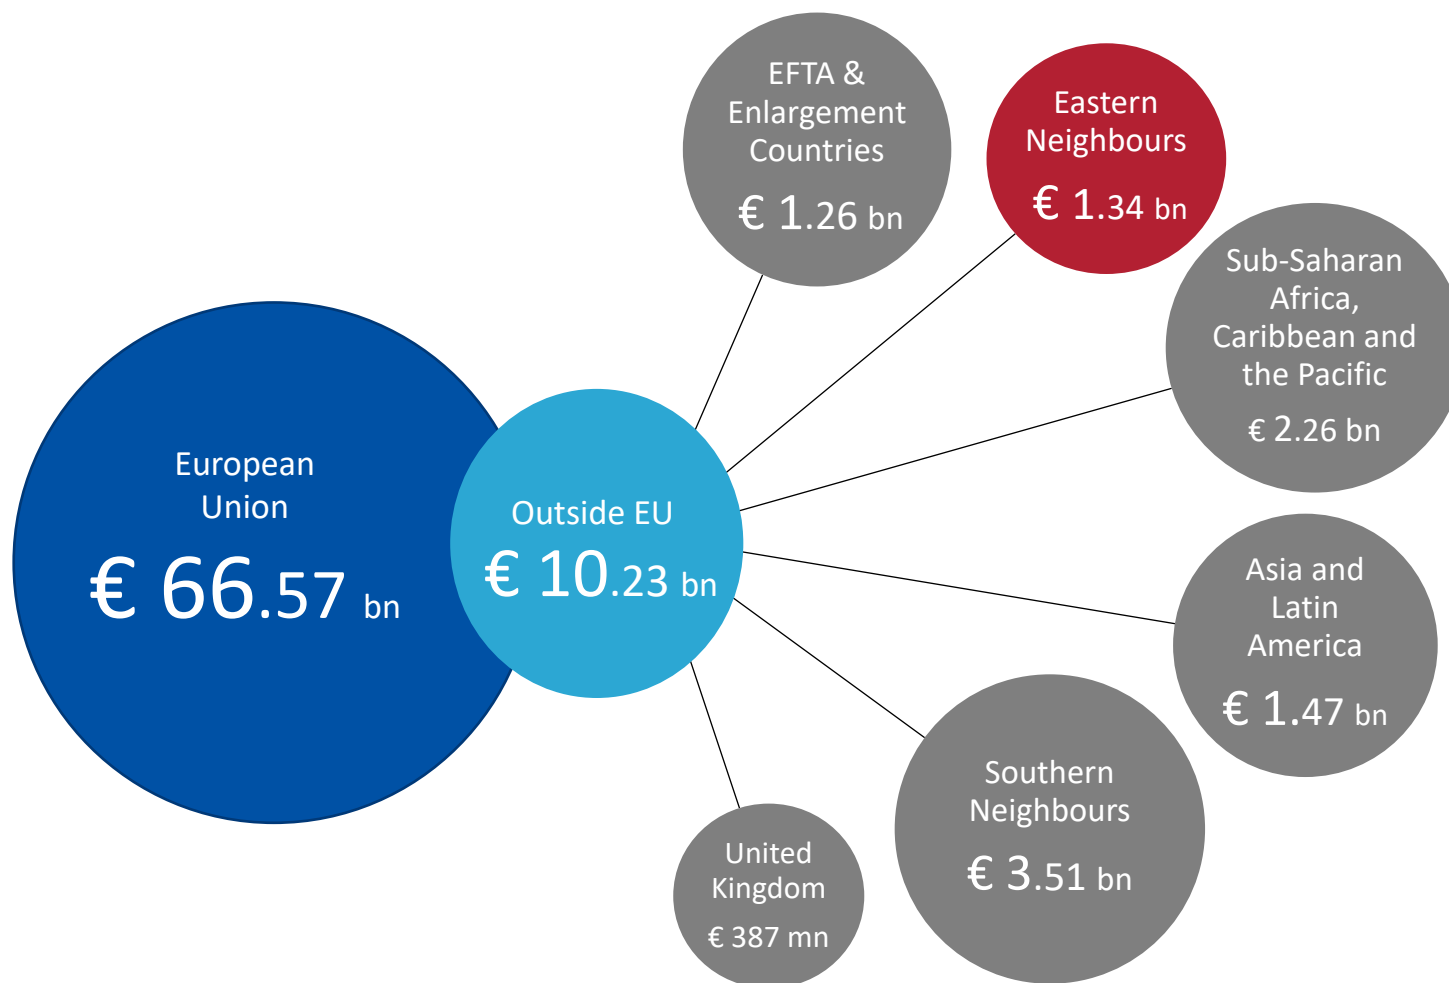 European
Union
€ 66.57 bn
Outside EU
€ 10.23 bn
EFTA &
Enlargement
Countries
€ 1.26 bn
Eastern
Neighbours
€ 1.34 bn
Sub-Saharan
Africa,
Caribbean and
the Pacific
€ 2.26 bn
Asia and
Latin
America
€ 1.47 bn
Southern
Neighbours
€ 3.51 bn
United
Kingdom
€ 387 mn